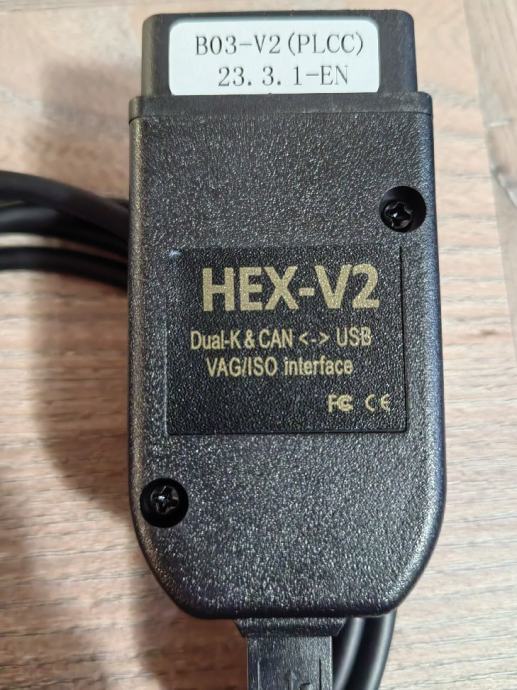 B03-V2(PLCC)
23.3.1-EN
HEX-V2
Dual-K & CAN <-> USB
VAG/ISO interface
FC CE